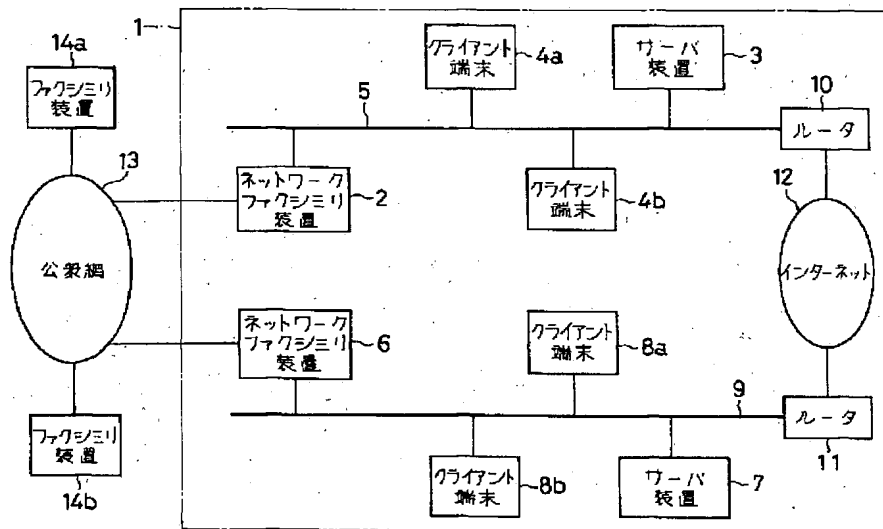 1
14a
ファクシミリ
装置
クライアント
端末
4a
サーバ
装置
3
5
10
ルータ
13
ネットワーク
ファクシミリ
装置
2
クライアント
端末
4b
12
公衆網
インターネット
ネットワーク
ファクシミリ
装置
6
クライアント
端末
8a
9
ファクシミリ
装置
14b
クライアント
端末
8b
サーバ
装置
7
ルータ
11